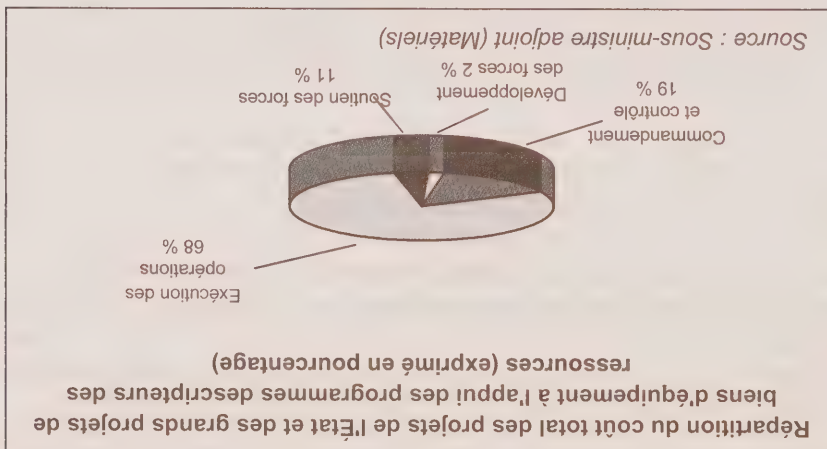 Répartition du coût total des projets de l'État et des grands projets de
biens d'équipement à l'appui des programmes descripteurs des
ressources (exprimé en pourcentage)
Exécution des
opérations
68 %
Commandement
et contrôle
19 %
Développement
des forces 2 %
Soutien des forces
11 %
Source : Sous-ministre adjoint (Matériels)